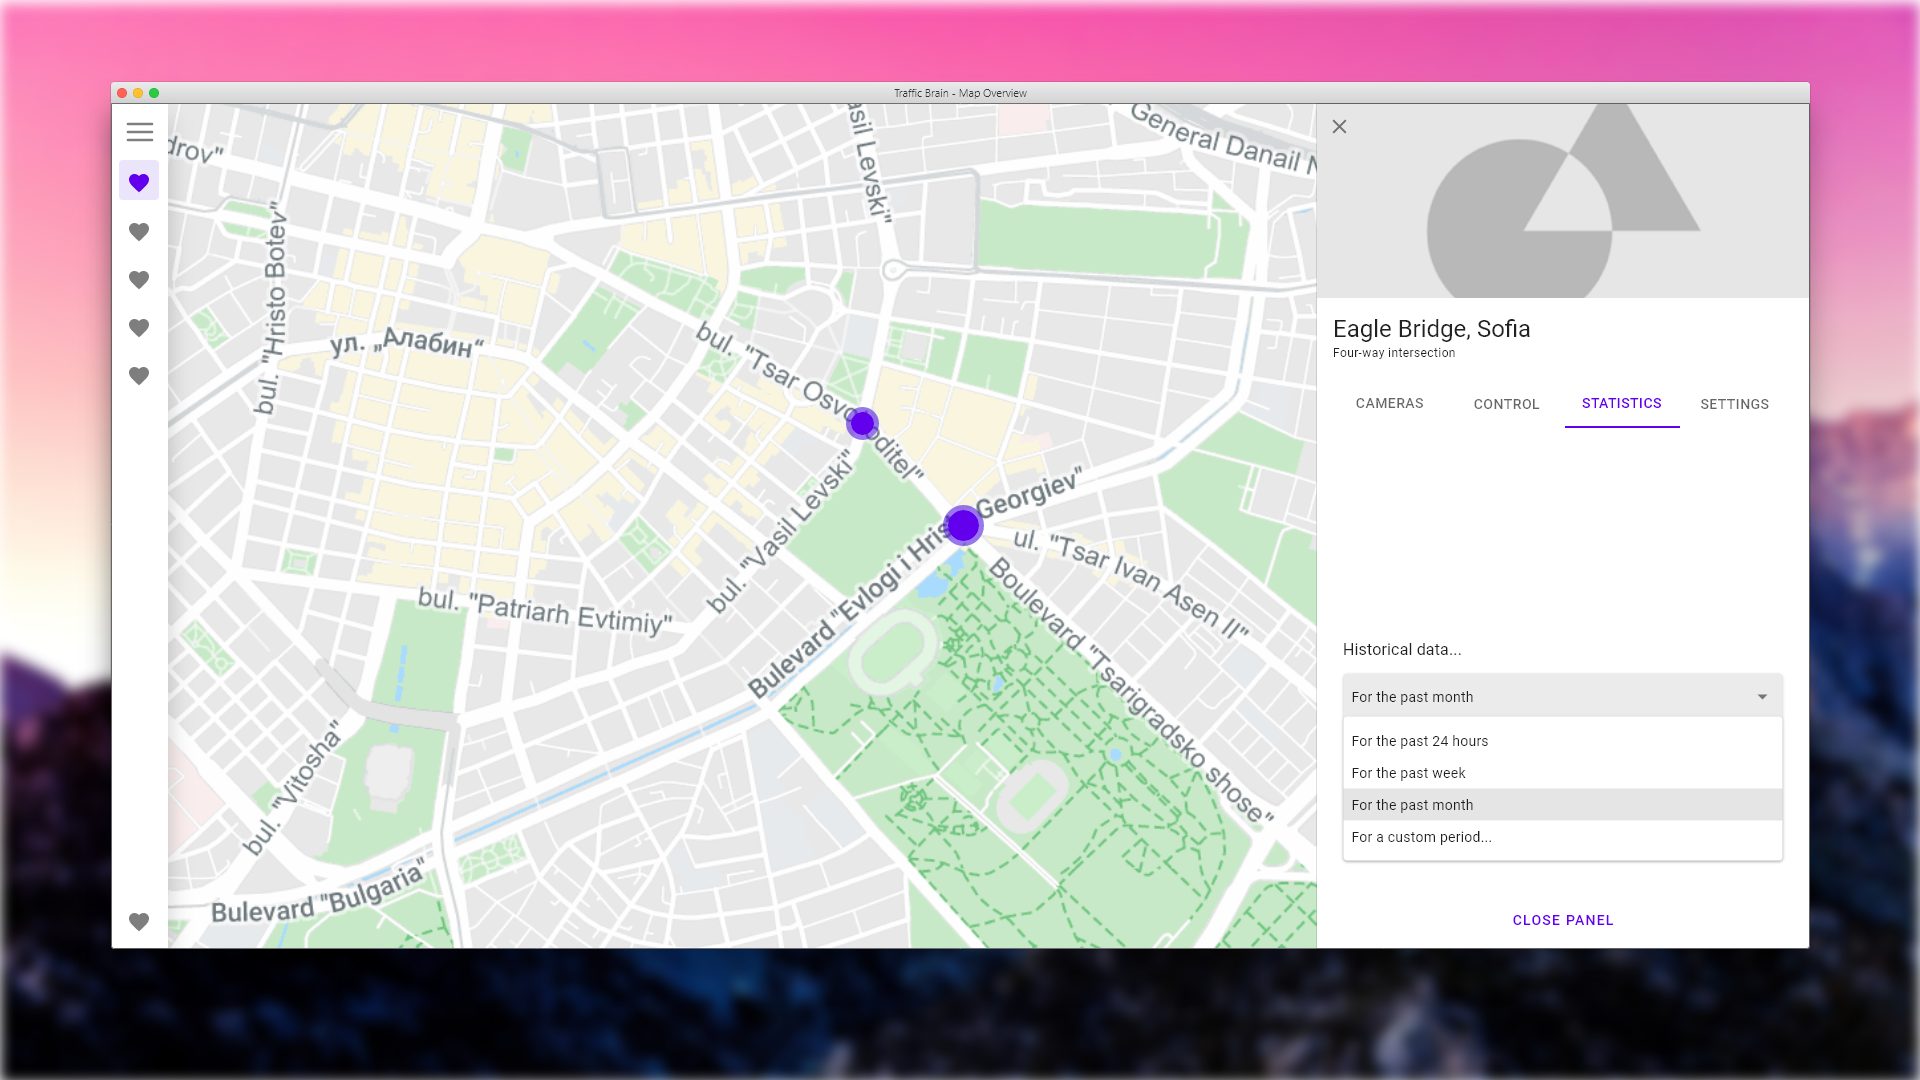 Traffic Brain - Map Overview
drov"
bul. "Hristo Botev"
ул. „Алабин“
asil Levski"
General Danail N
bul. "Tsar Osvo
oditel"
bul. "Vasil Levski"
Georgiev"
Bulevard "Evlogi i Hris
ul. "Tsar Ivan Asen II"
Boulevard "Tsarigradsko shose"
bul. "Patriarh Evtimiy"
bul. "Vitosha"
Bulevard "Bulgaria"
Eagle Bridge, Sofia
Four-way intersection
CAMERAS
CONTROL
STATISTICS
SETTINGS
Historical data...
For the past month
For the past 24 hours
For the past week
For the past month
For a custom period...
CLOSE PANEL